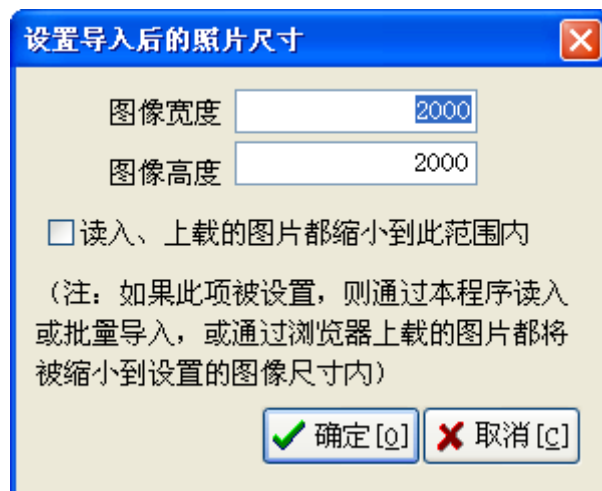 设置导入后的照片尺寸
图像宽度 2000
图像高度 2000
读入、上载的图片都缩小到此范围内
（注：如果此项被设置，则通过本程序读入
或批量导入，或通过浏览器上载的图片都将
被缩小到设置的图像尺寸内）
确定[O] 取消[C]